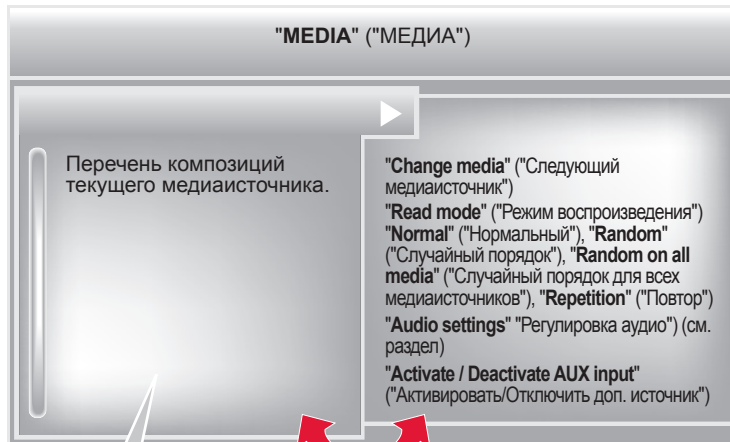 "MEDIA" ("МЕДИА")
Перечень композиций
текущего медиаисточника.
"Change media" ("Следующий
медиаисточник")
"Read mode" ("Режим воспроизведения")
"Normal" ("Нормальный"), "Random"
("Случайный порядок"), "Random on all
media" ("Случайный порядок для всех
медиаисточников"), "Repetition" ("Повтор")
"Audio settings" "Регулировка аудио") (см.
раздел)
"Activate / Deactivate AUX input"
("Активировать/Отключить доп. источник")